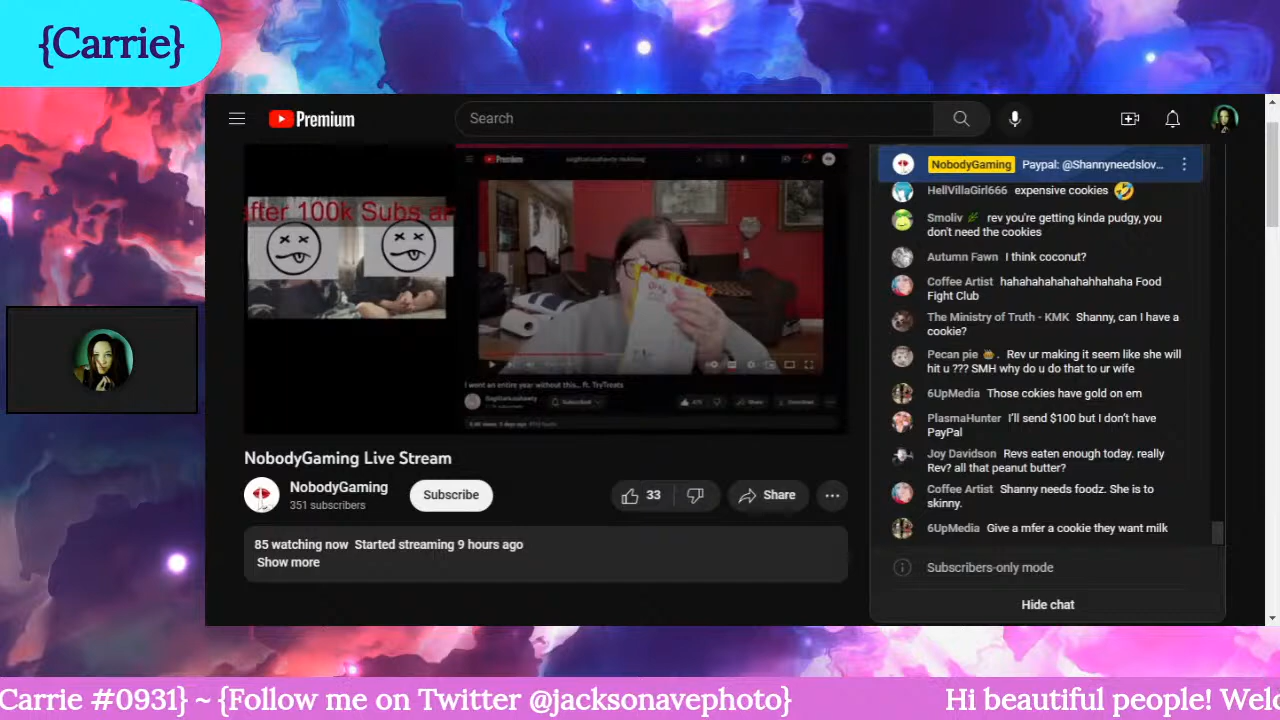 {Carrie}
Premium
Search
NobodyGaming Paypal: @Shannyneedslov...
HellVillaGirl666 expensive cookies
Smoliv rev you're getting kinda pudgy, you
don't need the cookies
Autumn Fawn I think coconut?
Coffee Artist hahahahahahahhahaha Food
Fight Club
The Ministry of Truth - KMK Shanny, can I have a
cookie?
Pecan pie . Rev ur making it seem like she will
hit u ??? SMH why do u do that to ur wife
6UpMedia Those cokies have gold on em
PlasmaHunter I'll send $100 but I don't have
PayPal
Joy Davidson Revs eaten enough today. really
Rev? all that peanut butter?
Coffee Artist Shanny needs foodz. She is to
skinny.
6UpMedia Give a mfer a cookie they want milk
Subscribers-only mode
Hide chat
after 100k Subs an
Premium
I went an entire year without this... ft. TryTreats
Subscribed
Share
NobodyGaming Live Stream
NobodyGaming
351 subscribers
Subscribe
33
Share
85 watching now Started streaming 9 hours ago
Show more
Carrie #0931} ~ {Follow me on Twitter @jacksonavephoto} Hi beautiful people! Welc